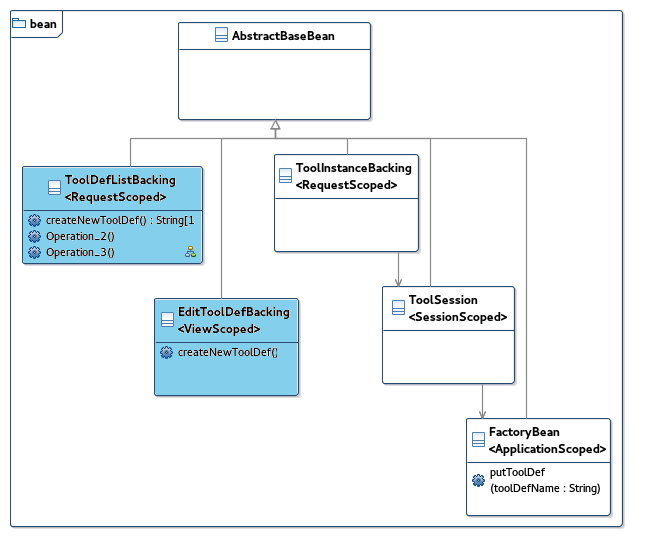 bean
AbstractBaseBean
ToolDefListBacking
<RequestScoped>
createNewToolDef() : String[1
Operation_2()
Operation_3()
ToolInstanceBacking
<RequestScoped>
EditToolDefBacking
<ViewScoped>
createNewToolDef()
ToolSession
<SessionScoped>
FactoryBean
<ApplicationScoped>
putToolDef
(toolDefName : String)